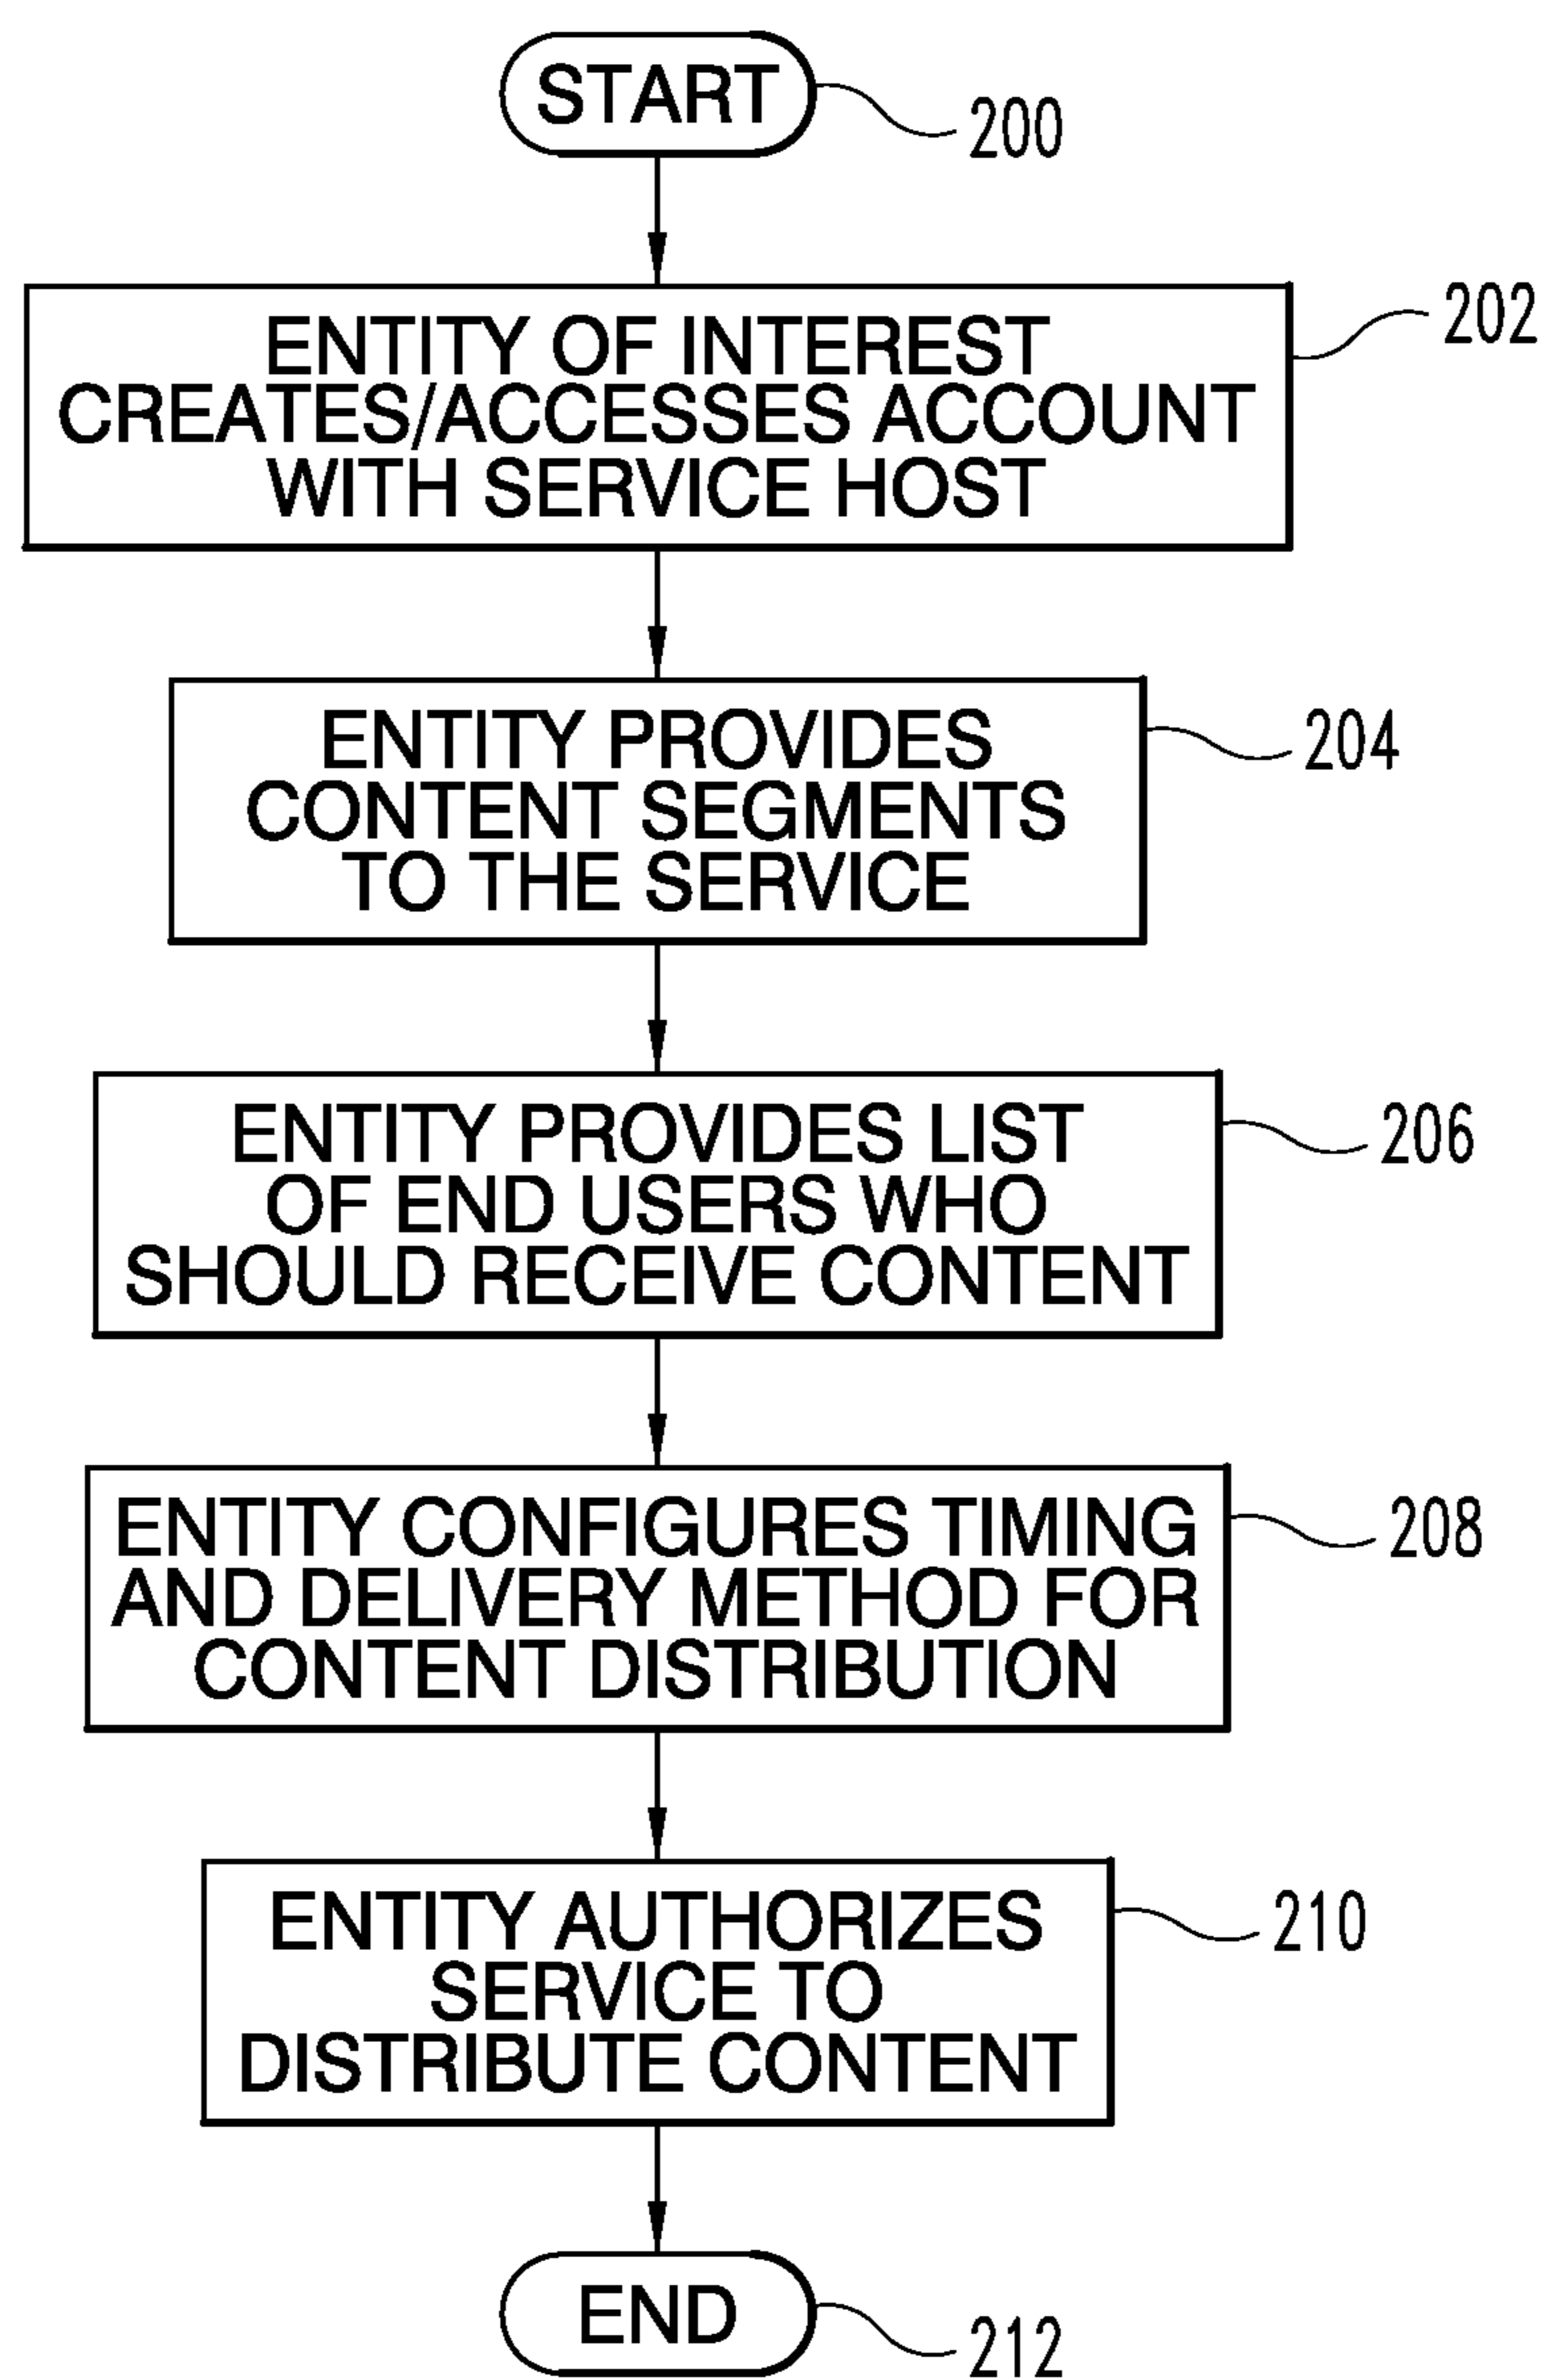 START
200
ENTITY OF INTEREST
CREATES/ACCESSES ACCOUNT
WITH SERVICE HOST
202
ENTITY PROVIDES
CONTENT SEGMENTS
TO THE SERVICE
204
ENTITY PROVIDES LIST
OF END USERS WHO
SHOULD RECEIVE CONTENT
206
ENTITY CONFIGURES TIMING
AND DELIVERY METHOD FOR
CONTENT DISTRIBUTION
208
ENTITY AUTHORIZES
SERVICE TO
DISTRIBUTE CONTENT
210
END
212